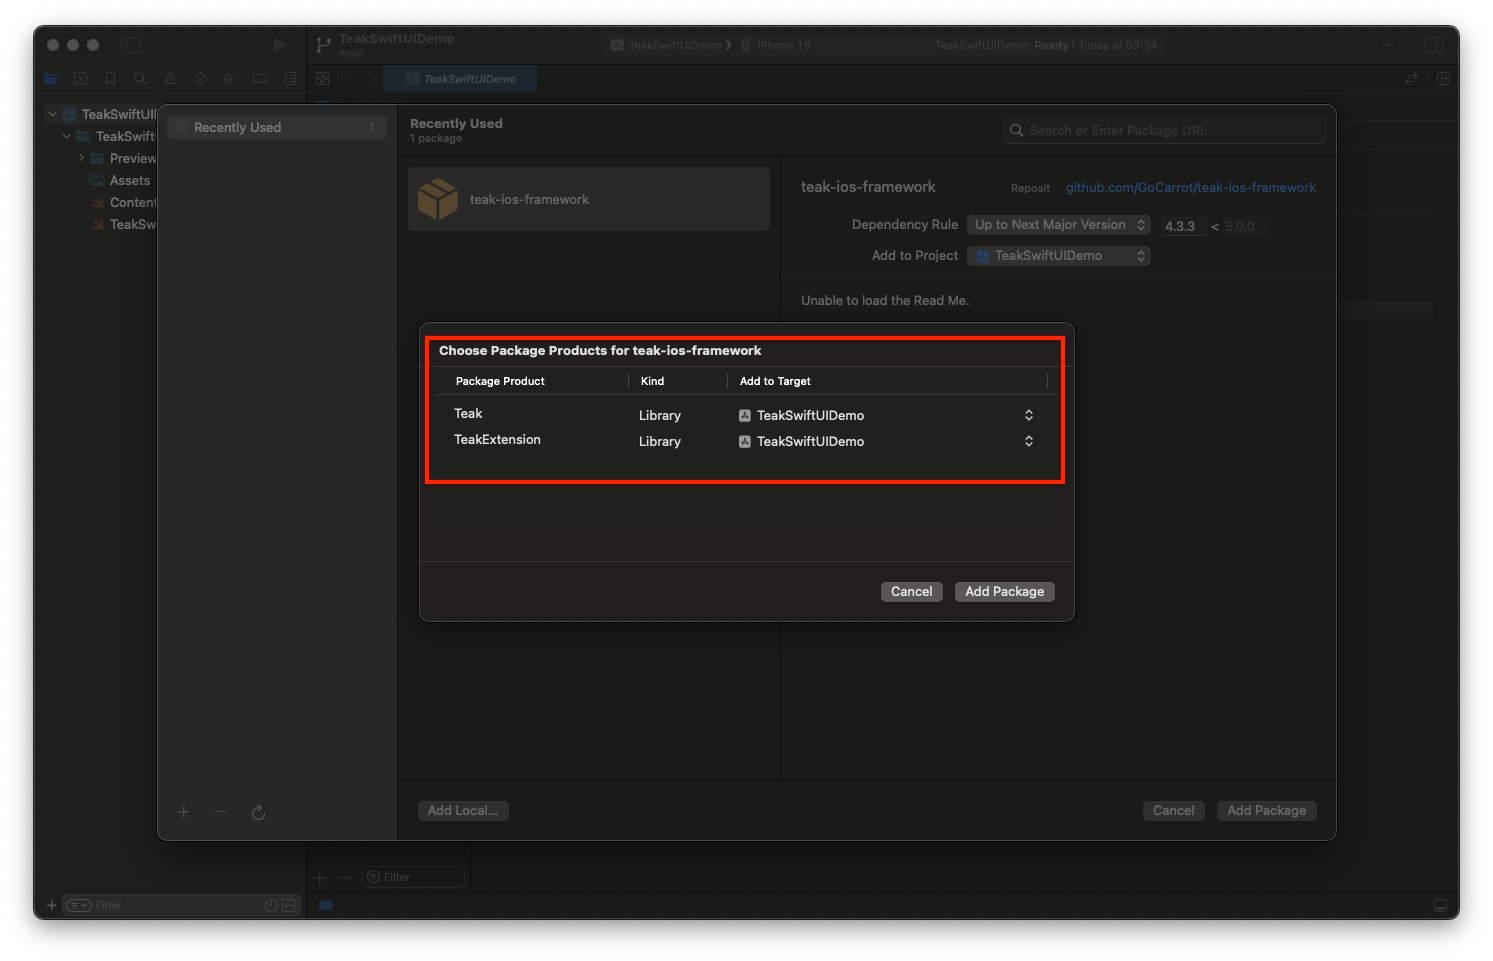 TeakSwiftUIDemo
main
TeakSwiftUIDemo ❯ iPhone 16
TeakSwiftUIDemo: Ready | Today at 09:34
TeakSwiftUIDemo
TeakSwiftUI
TeakSwift
Preview
Assets
Content
TeakSw
Recently Used 1
Recently Used
1 package
Search or Enter Package URL
teak-ios-framework
teak-ios-framework
Reposit github.com/GoCarrot/teak-ios-framework
Dependency Rule Up to Next Major Version 4.3.3 < 5.0.0
Add to Project TeakSwiftUIDemo
Unable to load the Read Me.
Choose Package Products for teak-ios-framework
Package Product Kind Add to Target
Teak Library TeakSwiftUIDemo
TeakExtension Library TeakSwiftUIDemo
Cancel Add Package
Add Local...
Cancel Add Package
Filter
Filter